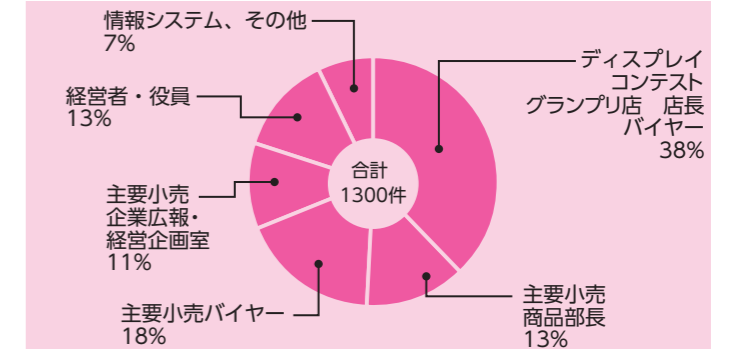 情報システム、その他
7%
ディスプレイ
コンテスト
グランプリ店　店長
バイヤー
38%
経営者・役員
13%
合計
1300件
主要小売
企業広報・
経営企画室
11%
主要小売
商品部長
13%
主要小売バイヤー
18%